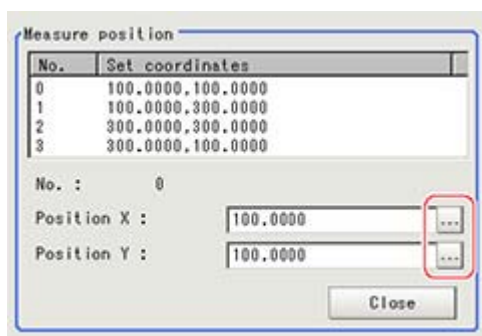 Measure position
No. Set coordinates
0 100.0000,100.0000
1 100.0000,300.0000
2 300.0000,300.0000
3 300.0000,100.0000
No. : 0
Position X : 100.0000 ...
Position Y : 100.0000 ...
Close